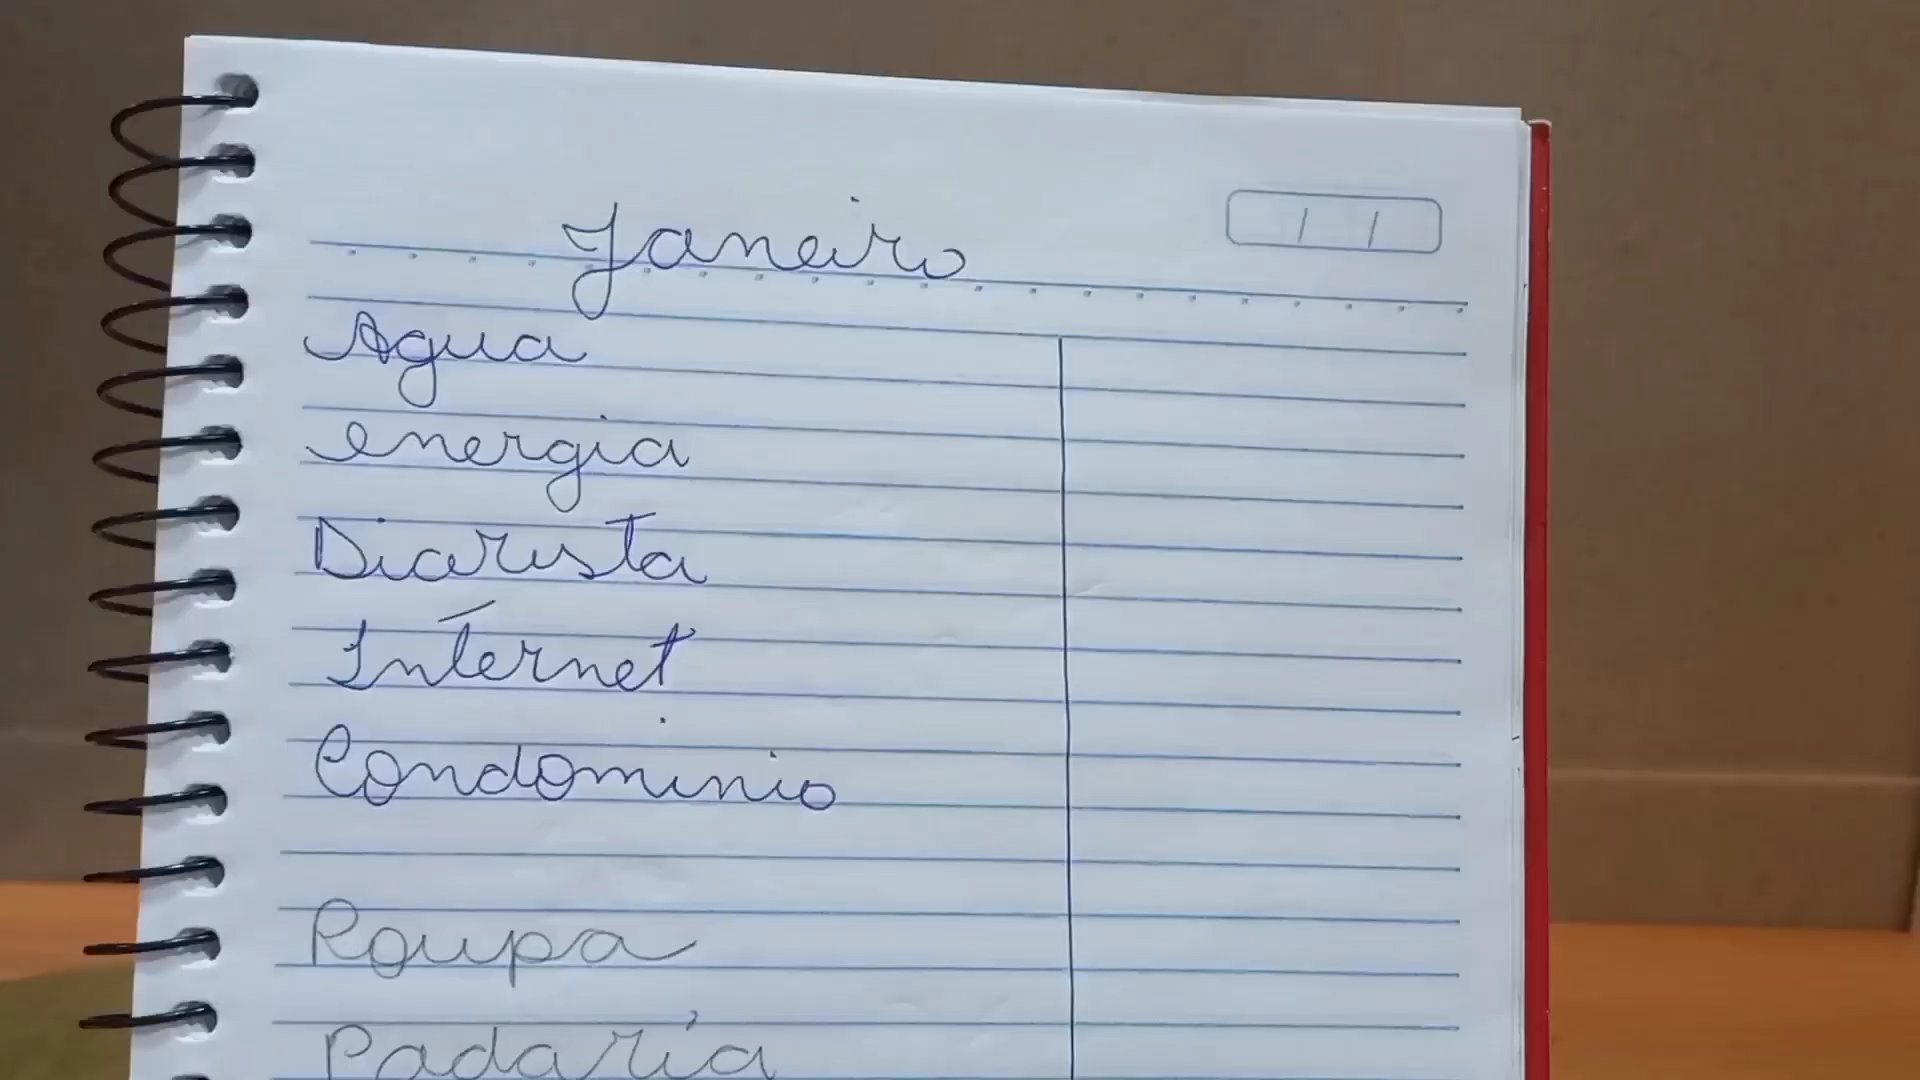 Janeiro
/ /
Agua
energia
Diarista
Internet
Condominio
Roupa
Padaria